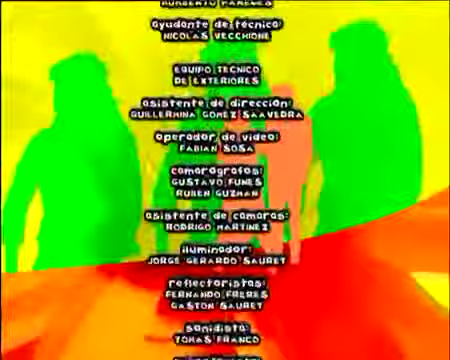 ayudante de técnica:
NICOLAS VECCHIONE
EQUIPO TECNICO
DE EXTERIORES
asistente de dirección:
GUILLERMINA GOMEZ SAAVEDRA
operador de video:
FABIAN SOSA
camarógrafos:
GUSTAVO FUNES
RUBEN GUZMAN
asistente de cámaras:
RODRIGO MARTINEZ
iluminador:
JORGE GERARDO SAURET
reflectoristas:
FERNANDO FRERES
GASTON SAURET
sonidista:
TOMAS FRANCO